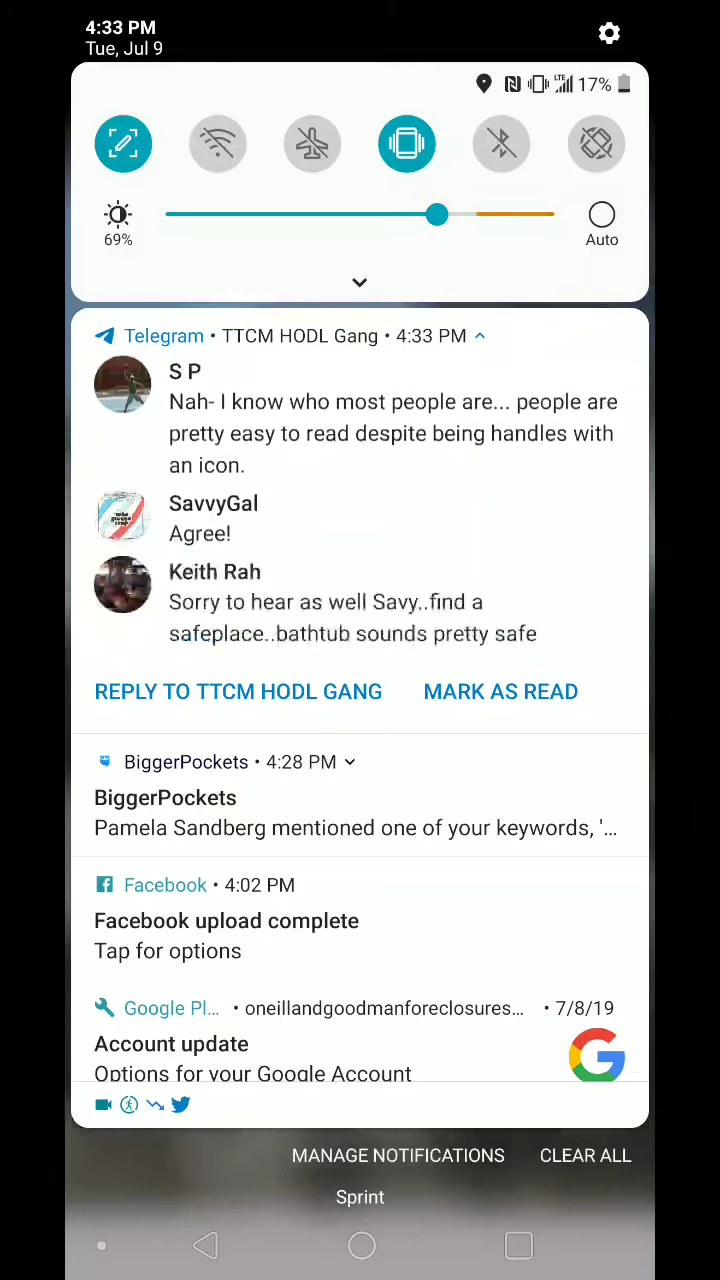 4:33 PM
Tue, Jul 9
LTE 17%
69%
Auto
Telegram • TTCM HODL Gang • 4:33 PM
S P
Nah- I know who most people are... people are
pretty easy to read despite being handles with
an icon.
SavvyGal
Agree!
Keith Rah
Sorry to hear as well Savy..find a
safeplace..bathtub sounds pretty safe
REPLY TO TTCM HODL GANG MARK AS READ
BiggerPockets • 4:28 PM
BiggerPockets
Pamela Sandberg mentioned one of your keywords, '...
Facebook • 4:02 PM
Facebook upload complete
Tap for options
Google Pl... • oneillandgoodmanforeclosures... • 7/8/19
Account update
Options for your Google Account
MANAGE NOTIFICATIONS CLEAR ALL
Sprint